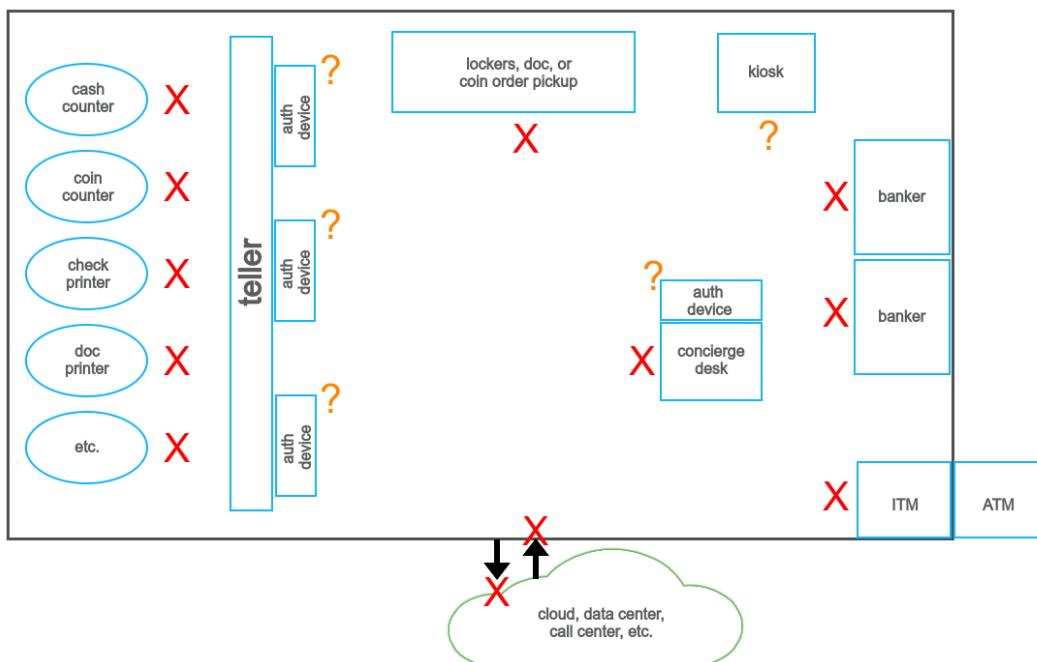 cash
counter
X
coin
counter
X
check
printer
X
doc
printer
X
etc.
X
teller
auth
device
?
auth
device
?
auth
device
?
lockers, doc, or
coin order pickup
X
kiosk
?
X
banker
X
banker
?
auth
device
X
concierge
desk
X
ITM
ATM
X
X
cloud, data center,
call center, etc.